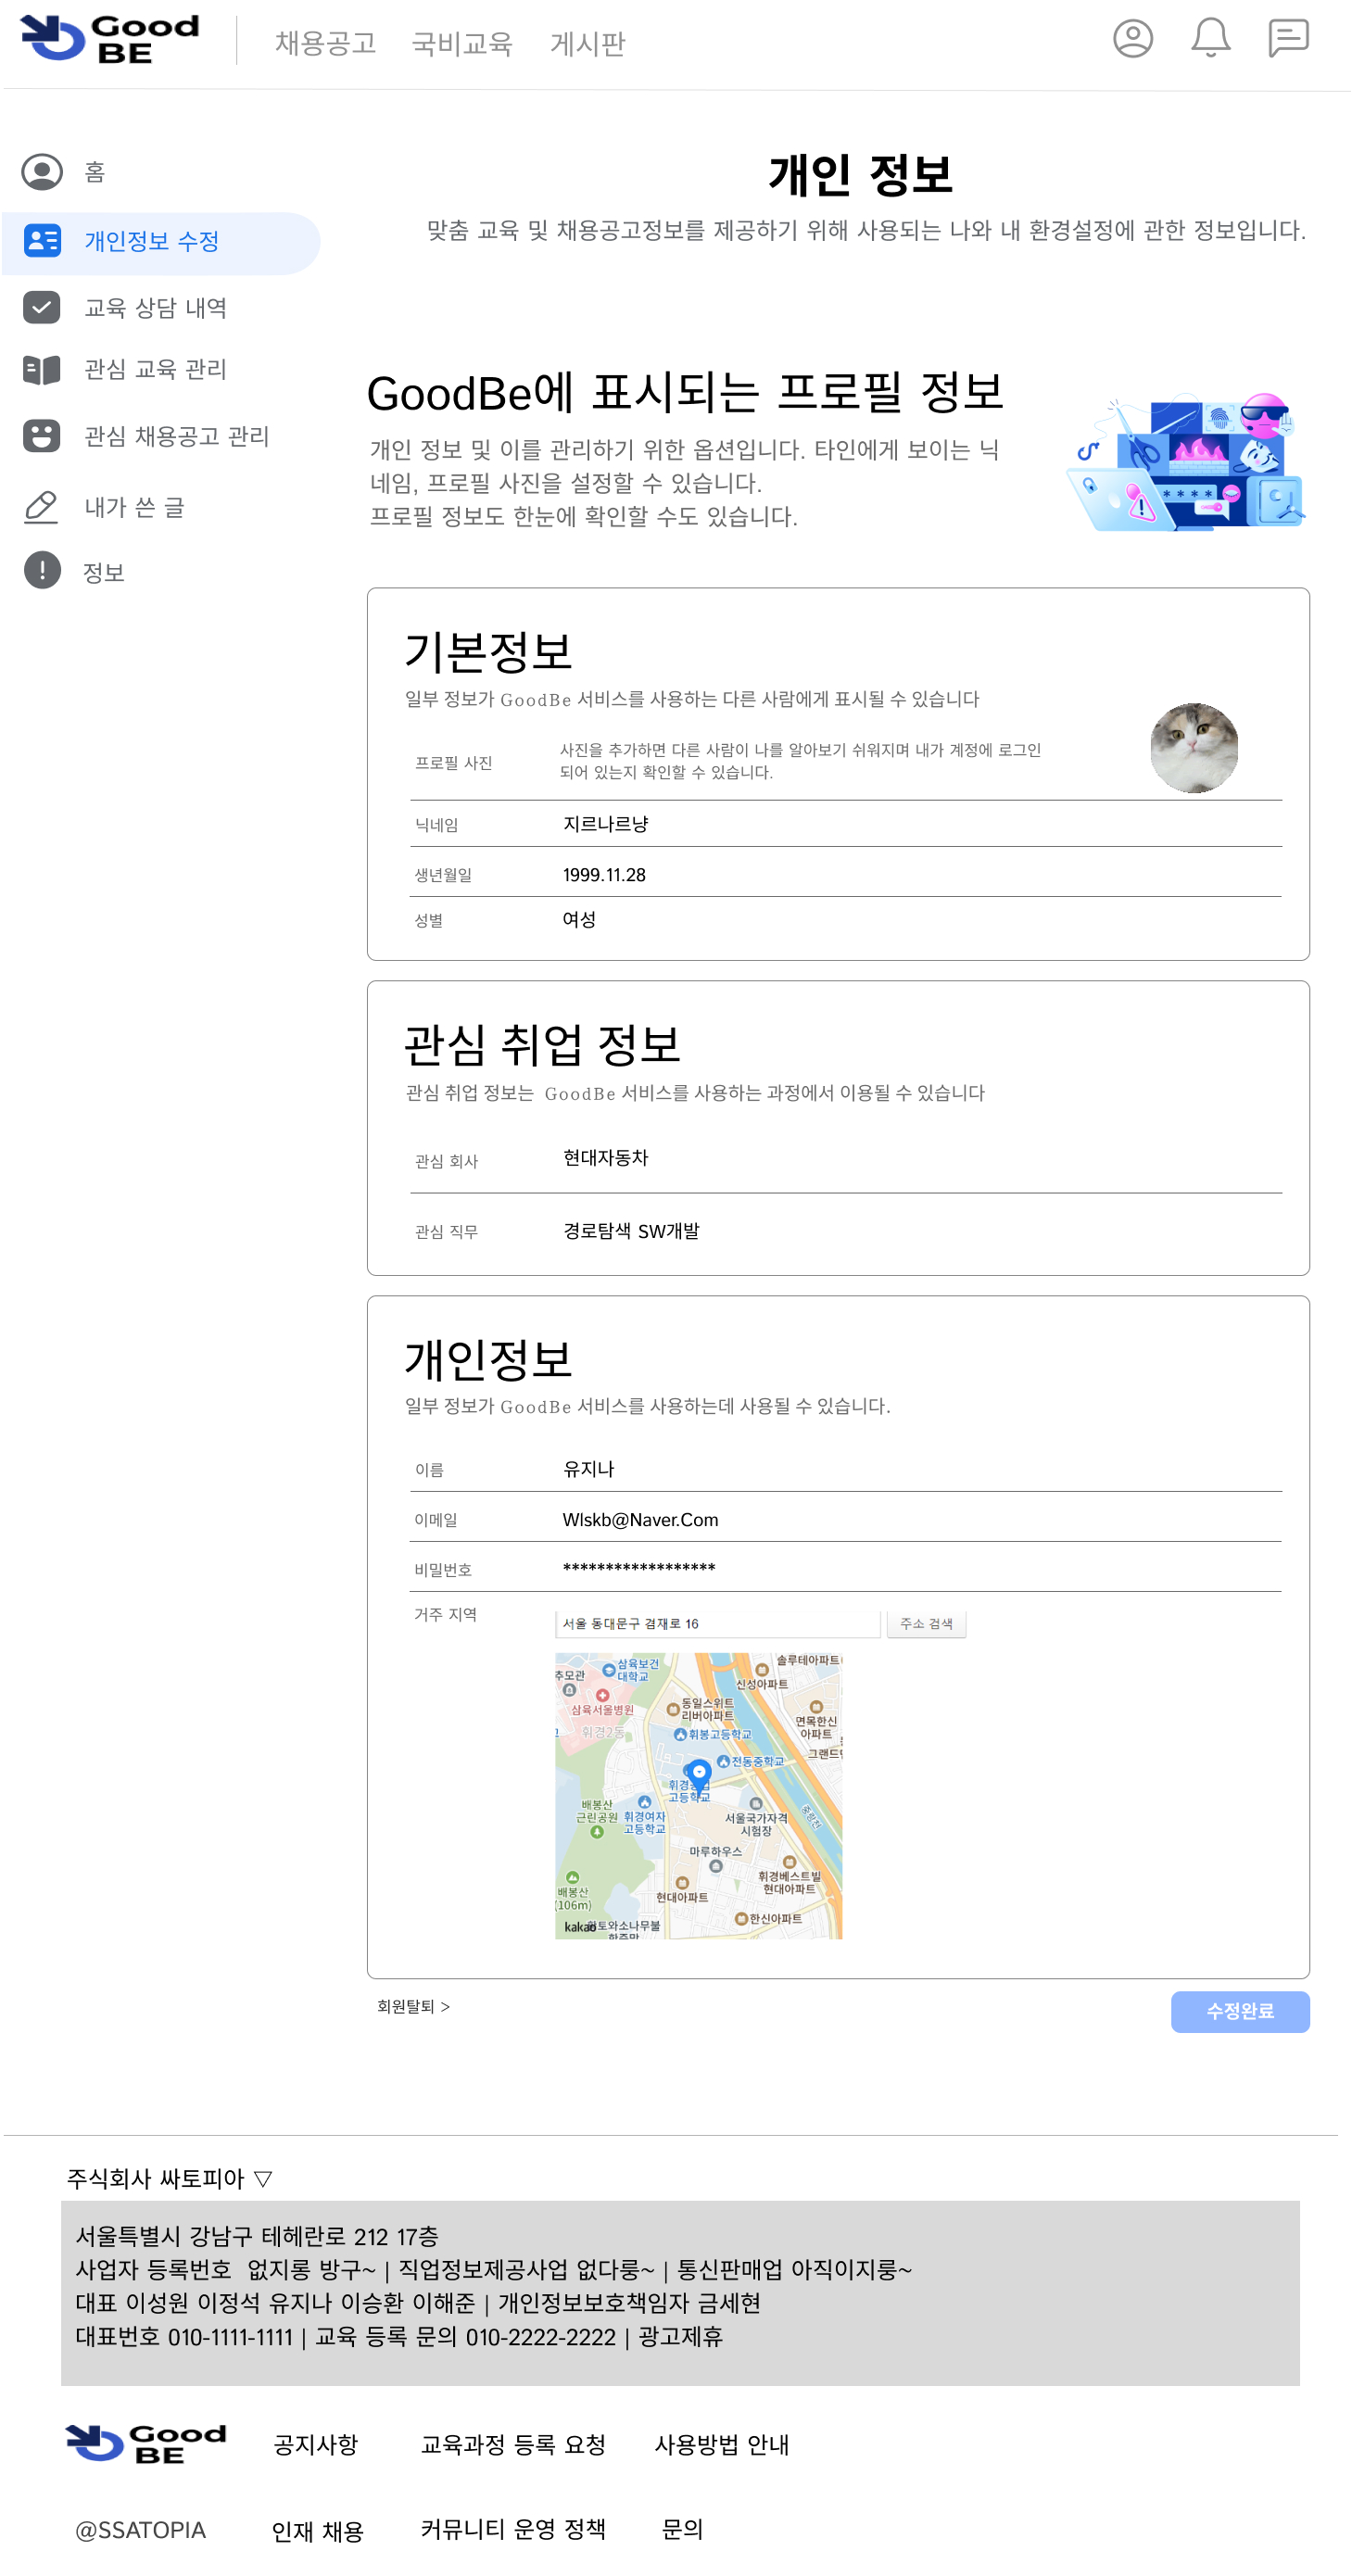 Good
BE
채용공고 국비교육 게시판
홈
개인정보 수정
교육 상담 내역
관심 교육 관리
관심 채용공고 관리
내가 쓴 글
정보
개인 정보
맞춤 교육 및 채용공고정보를 제공하기 위해 사용되는 나와 내 환경설정에 관한 정보입니다.
GoodBe에 표시되는 프로필 정보
개인 정보 및 이를 관리하기 위한 옵션입니다. 타인에게 보이는 닉
네임, 프로필 사진을 설정할 수 있습니다.
프로필 정보도 한눈에 확인할 수도 있습니다.
****
기본정보
일부 정보가 GoodBe 서비스를 사용하는 다른 사람에게 표시될 수 있습니다
프로필 사진
사진을 추가하면 다른 사람이 나를 알아보기 쉬워지며 내가 계정에 로그인
되어 있는지 확인할 수 있습니다.
닉네임 지르나르냥
생년월일 1999.11.28
성별 여성
관심 취업 정보
관심 취업 정보는 GoodBe 서비스를 사용하는 과정에서 이용될 수 있습니다
관심 회사 현대자동차
관심 직무 경로탐색 SW개발
개인정보
일부 정보가 GoodBe 서비스를 사용하는데 사용될 수 있습니다.
이름 유지나
이메일 Wlskb@Naver.Com
비밀번호 ******************
거주 지역
서울 동대문구 겸재로 16 주소 검색
솔루테아파트
삼육보건
대학교
추모관
신성아파트
삼육서울병원
동일스위트
리버아파트
면목한신
아파트
휘경2동
휘봉고등학교
그랜드
전동중학교
휘경공업
고등학교
배봉산
근린공원
휘경여자
고등학교
서울국가자격
시험장
중랑천
마루하우스
휘경베스트빌
현대아파트
배봉산
(106m)
현대아파트
한신아파트
kakao
토와소나무불
회원탈퇴 >
수정완료
주식회사 싸토피아 ▽
서울특별시 강남구 테헤란로 212 17층
사업자 등록번호 없지롱 방구~ | 직업정보제공사업 없다룽~ | 통신판매업 아직이지룽~
대표 이성원 이정석 유지나 이승환 이해준 | 개인정보보호책임자 금세현
대표번호 010-1111-1111 | 교육 등록 문의 010-2222-2222 | 광고제휴
Good
BE
공지사항 교육과정 등록 요청 사용방법 안내
@SSATOPIA 인재 채용 커뮤니티 운영 정책 문의